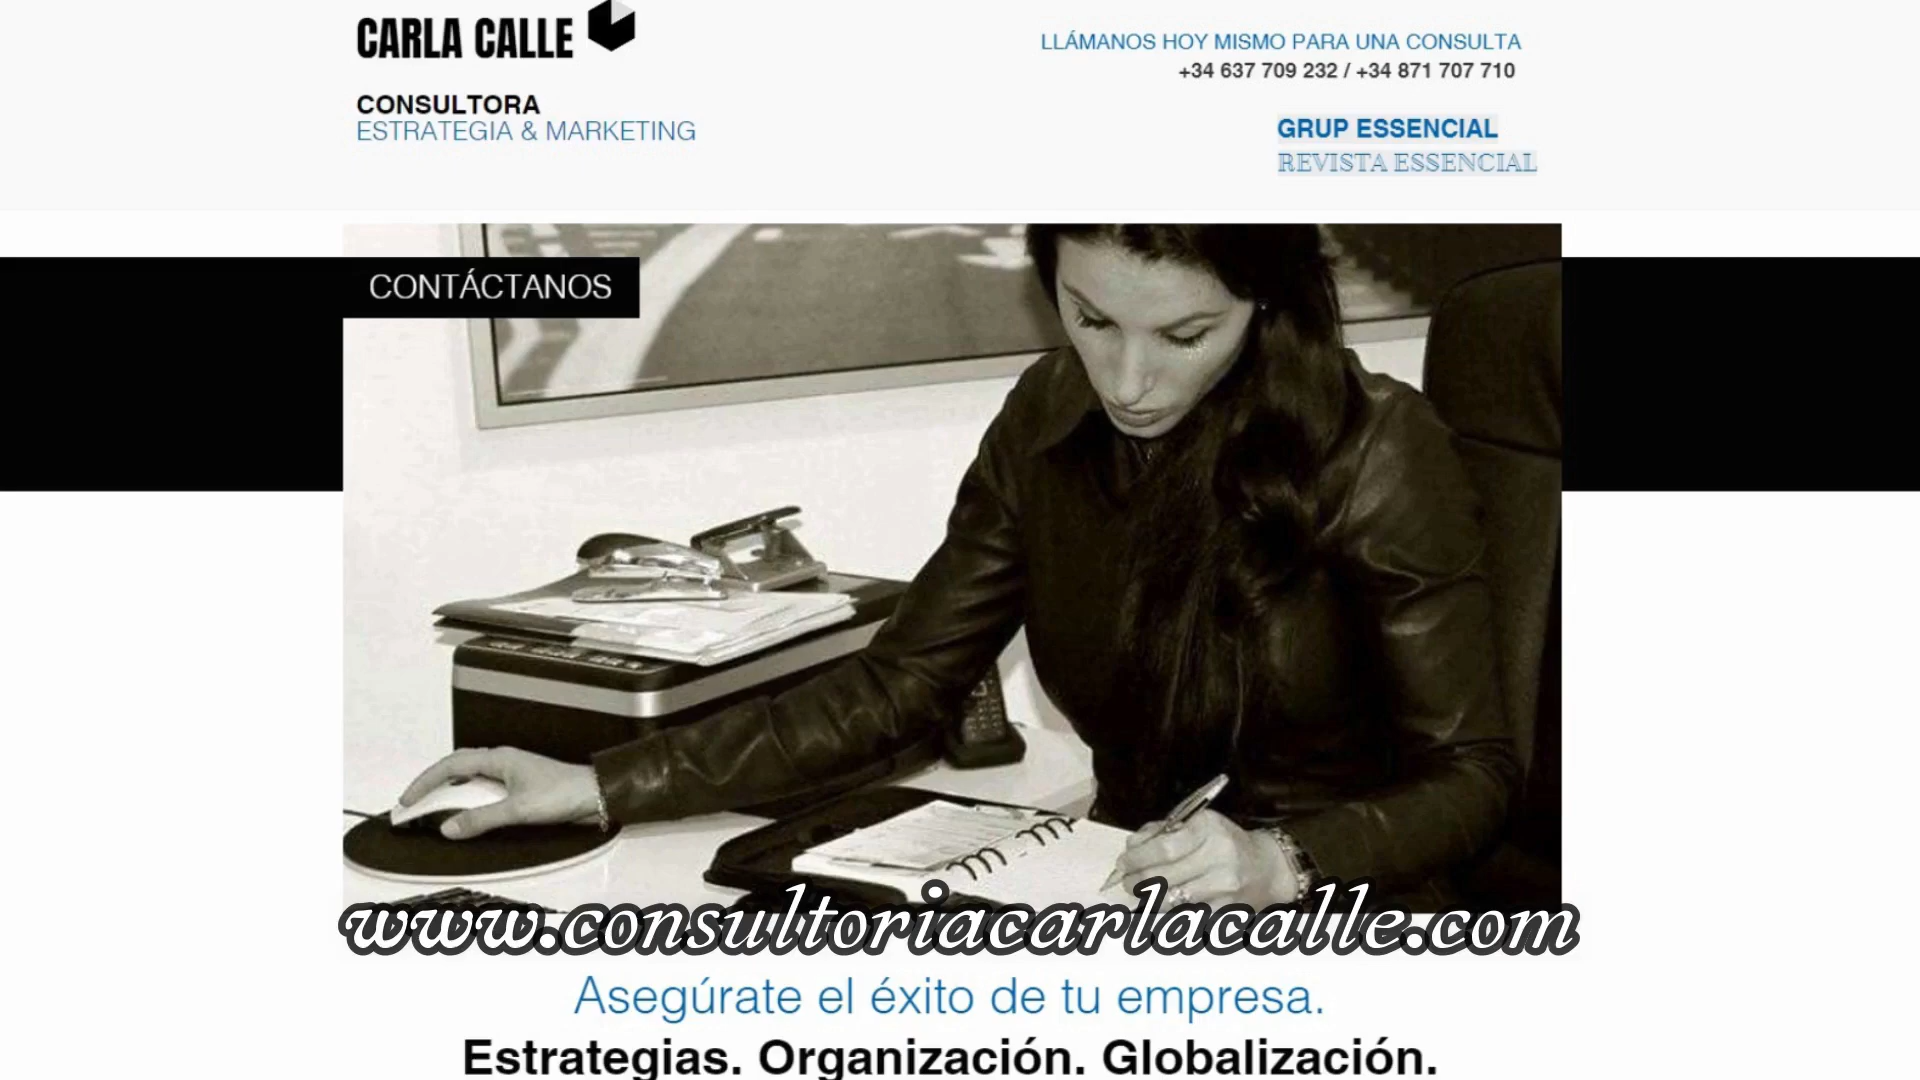 CARLA CALLE
CONSULTORA
ESTRATEGIA & MARKETING
LLÁMANOS HOY MISMO PARA UNA CONSULTA
+34 637 709 232 / +34 871 707 710
GRUP ESSENCIAL
REVISTA ESSENCIAL
CONTÁCTANOS
www.consultoriacarlacalle.com
Asegúrate el éxito de tu empresa.
Estrategias. Organización. Globalización.